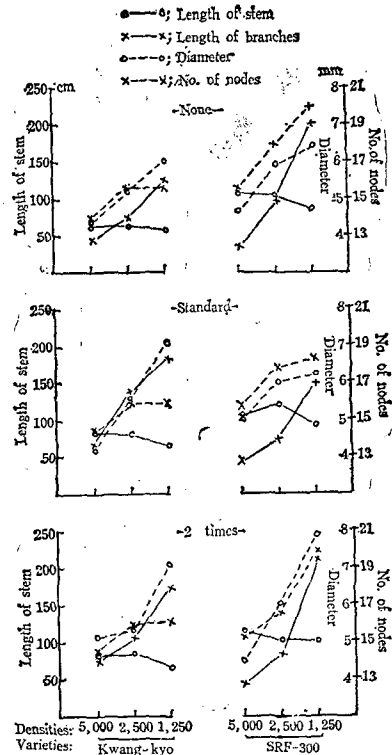 ; Length of stem
; Length of branches
; Diameter
; No. of nodes
250 cm
200
150
100
50
Length of stem
-None-
mm
8 21
7 19
6 17
5 15
4 13
Diameter
No. of nodes
250
200
150
100
50
Length of stem
-Standard-
8 21
7 19
6 17
5 15
4 13
Diameter
No. of nodes
250
200
150
100
50
Length of stem
-2 times-
8 21
7 19
6 17
5 15
4 13
Diameter
No. of nodes
Densities: 5,000 2,500 1,250 5,000 2,500 1,250
Varieties: Kwang-kyo SRF-300